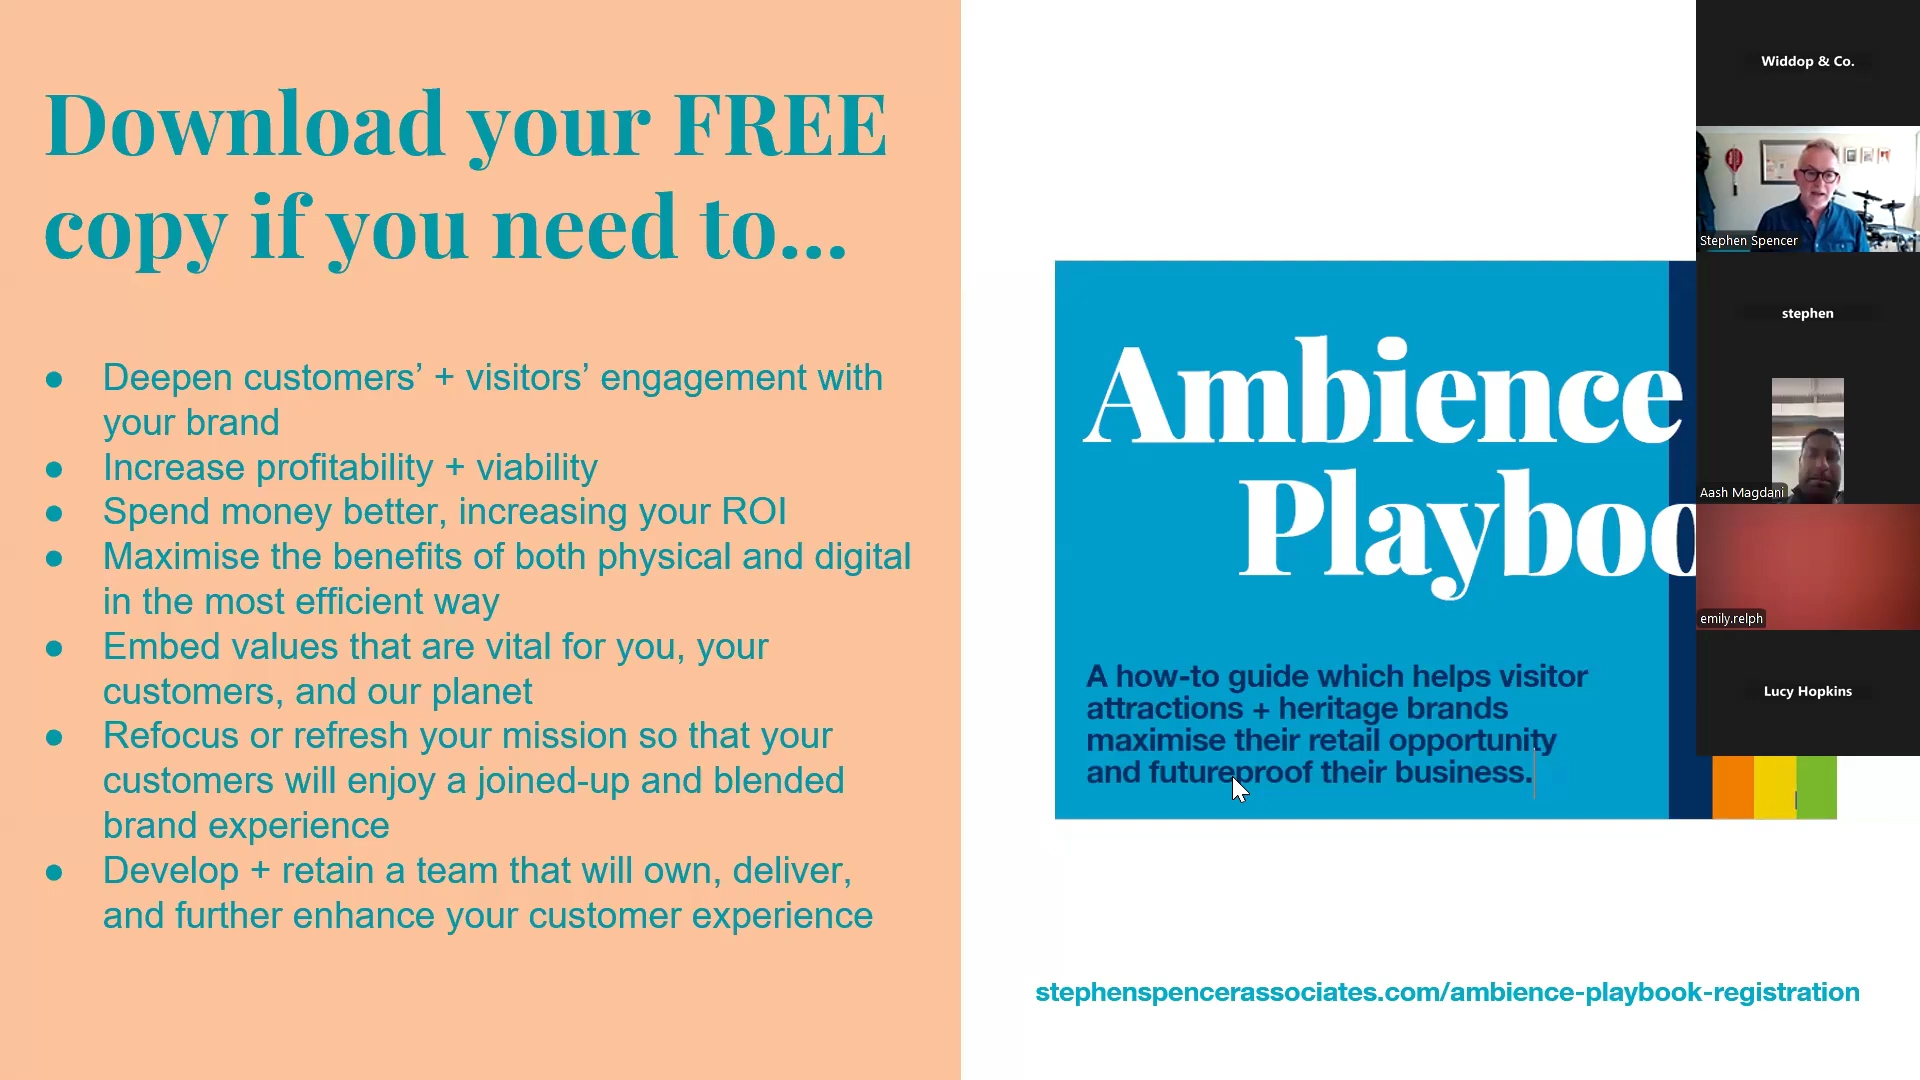 Download your FREE
copy if you need to...
● Deepen customers’ + visitors’ engagement with
your brand
● Increase profitability + viability
● Spend money better, increasing your ROI
● Maximise the benefits of both physical and digital
in the most efficient way
● Embed values that are vital for you, your
customers, and our planet
● Refocus or refresh your mission so that your
customers will enjoy a joined-up and blended
brand experience
● Develop + retain a team that will own, deliver,
and further enhance your customer experience
Ambience
Playboo
A how-to guide which helps visitor
attractions + heritage brands
maximise their retail opportunity
and futureproof their business.
stephenspencerassociates.com/ambience-playbook-registration
Widdop & Co.
Stephen Spencer
stephen
Aash Magdani
emily.relph
Lucy Hopkins